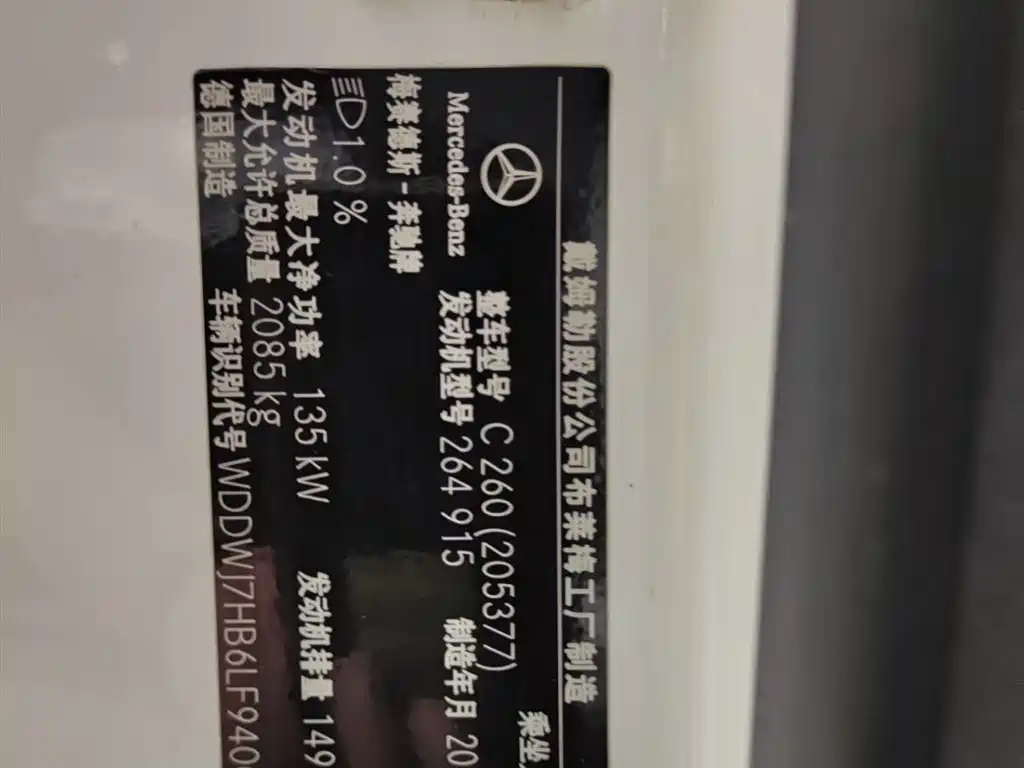 戴姆勒股份公司布莱梅工厂制造
Mercedes-Benz
梅赛德斯-奔驰牌
整车型号 C 260 (205377)
乘坐
发动机型号 264 915 制造年月 20
1.0 %
发动机最大净功率 135 kW 发动机排量 149
最大允许总质量 2085 kg
德国制造 车辆识别代号 WDDWJ7HB6LF940